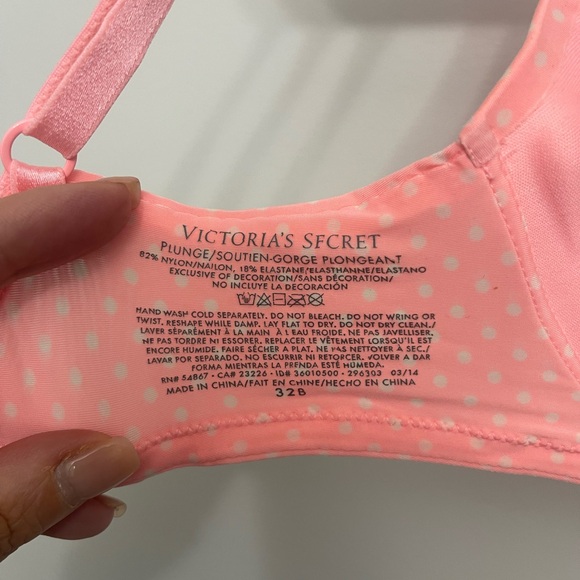 VICTORIA'S SECRET
PLUNGE/SOUTIEN-GORGE PLONGEANT
82% NYLON/NAILON, 18% ELASTANE/ELASTHANNE/ELASTANO
EXCLUSIVE OF DECORATION/SANS DÉCORATION/
NO INCLUYE LA DECORACIÓN
HAND WASH COLD SEPARATELY. DO NOT BLEACH. DO NOT WRING OR
TWIST. RESHAPE WHILE DAMP. LAY FLAT TO DRY. DO NOT DRY CLEAN./
LAVER SÉPARÉMENT À LA MAIN À L EAU FROIDE. NE PAS JAVELLISER.
NE PAS TORDRE NI ESSORER. REPLACER LE VÊTEMENT LORSQU'IL EST
ENCORE HUMIDE. FAIRE SÉCHER A PLAT. NE PAS NETTOYER À SEC./
LAVAR POR SEPARADO. NO ESCURRIR NI RETORCER. VOLVER A DAR
FORMA MIENTRAS LA PRENDA ESTÉ HÚMEDA.
RN# 54867 • CA# 23226 • ID# 36010500 - 296303 03/14
MADE IN CHINA/FAIT EN CHINE/HECHO EN CHINA
32B